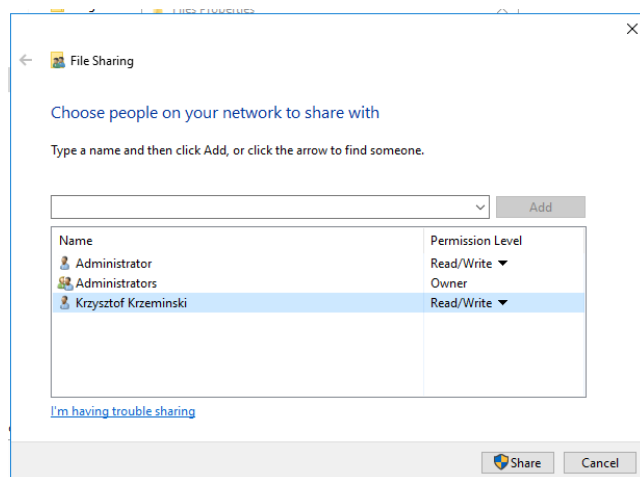 Files Properties
File Sharing
Choose people on your network to share with
Type a name and then click Add, or click the arrow to find someone.
Add
Name Permission Level
Administrator Read/Write
Administrators Owner
Krzysztof Krzeminski Read/Write
I'm having trouble sharing
Share Cancel